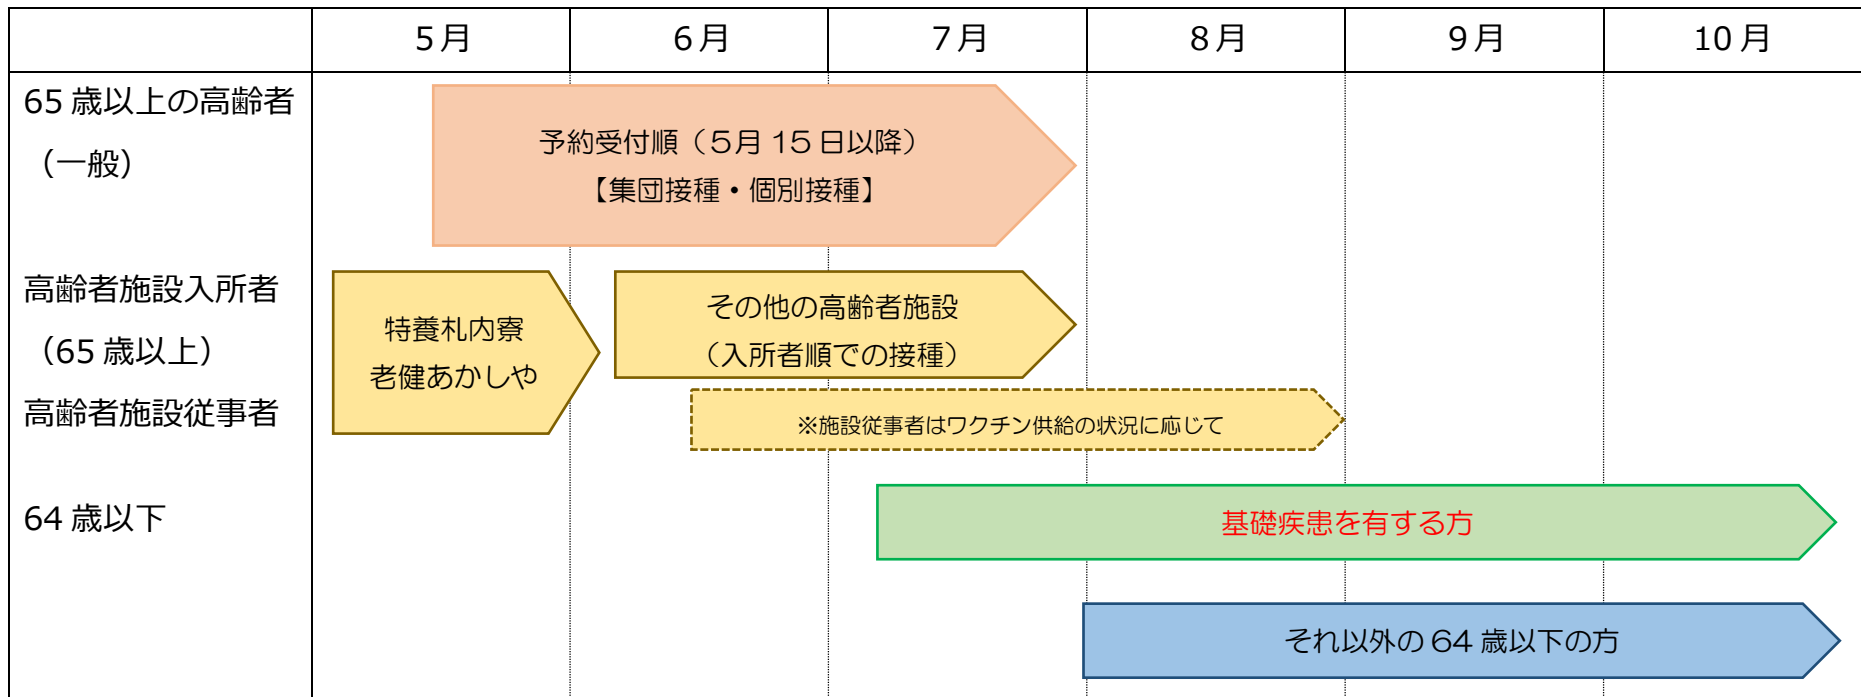 5月 6月 7月 8月 9月 10月
65歳以上の高齢者
（一般）
予約受付順（5月15日以降）
【集団接種・個別接種】
高齢者施設入所者
（65歳以上）
高齢者施設従事者
特養札内寮
老健あかしや
その他の高齢者施設
（入所者順での接種）
※施設従事者はワクチン供給の状況に応じて
64歳以下
基礎疾患を有する方
それ以外の64歳以下の方